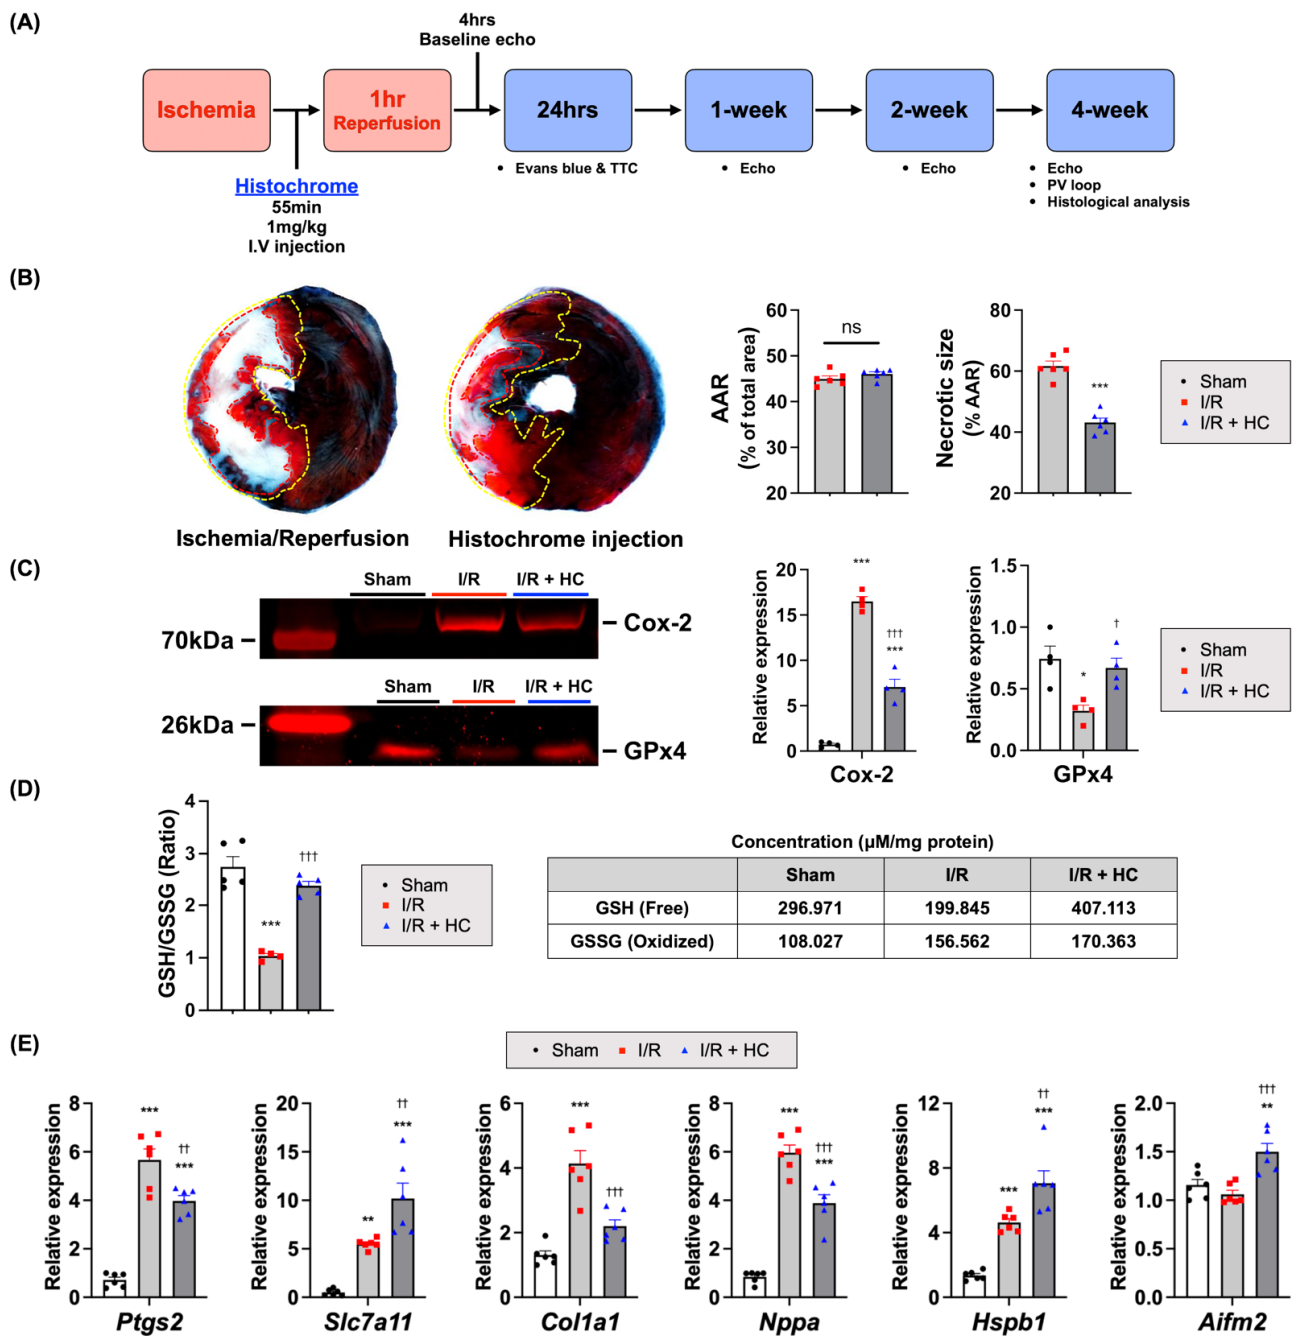 (A)
4hrs
Baseline echo
Ischemia
1hr
Reperfusion
24hrs
1-week
2-week
4-week
• Evans blue & TTC
• Echo
• Echo
• Echo
• PV loop
• Histological analysis
Histochrome
55min
1mg/kg
I.V injection
(B)
Ischemia/Reperfusion
Histochrome injection
AAR
(% of total area)
60
50
40
30
20
ns
Necrotic size
(% AAR)
80
60
40
20
***
Sham
I/R
I/R + HC
(C)
Sham
I/R
I/R + HC
70kDa
Cox-2
Sham
I/R
I/R + HC
26kDa
GPx4
Relative expression
20
15
10
5
0
***
†††
***
Cox-2
Relative expression
1.5
1.0
0.5
0.0
*
†
GPx4
Sham
I/R
I/R + HC
(D)
GSH/GSSG (Ratio)
4
3
2
1
0
***
†††
Sham
I/R
I/R + HC
Concentration (μM/mg protein)
Sham I/R I/R + HC
GSH (Free) 296.971 199.845 407.113
GSSG (Oxidized) 108.027 156.562 170.363
(E)
Sham I/R I/R + HC
Relative expression
8
6
4
2
0
***
††
***
Ptgs2
Relative expression
20
15
10
5
0
**
††
***
Slc7a11
Relative expression
6
4
2
0
***
†††
Col1a1
Relative expression
8
6
4
2
0
***
†††
***
Nppa
Relative expression
12
8
4
0
***
††
***
Hspb1
Relative expression
2.0
1.5
1.0
0.5
0.0
†††
**
Aifm2